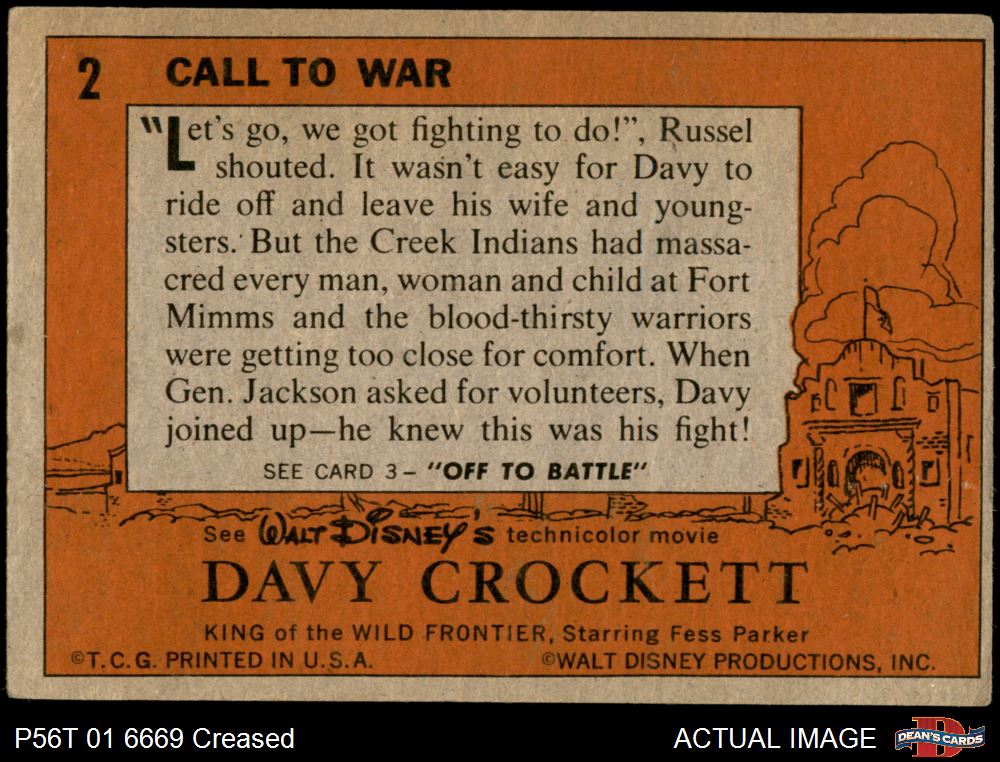 2 CALL TO WAR
"Let's go, we got fighting to do!", Russel
shouted. It wasn't easy for Davy to
ride off and leave his wife and young-
sters. But the Creek Indians had massa-
cred every man, woman and child at Fort
Mimms and the blood-thirsty warriors
were getting too close for comfort. When
Gen. Jackson asked for volunteers, Davy
joined up—he knew this was his fight!
SEE CARD 3– "OFF TO BATTLE"
See WALT DISNEY'S technicolor movie
DAVY CROCKETT
KING of the WILD FRONTIER, Starring Fess Parker
©T.C.G. PRINTED IN U.S.A. ©WALT DISNEY PRODUCTIONS, INC.
P56T 01 6669 Creased ACTUAL IMAGE D DEAN'S CARDS